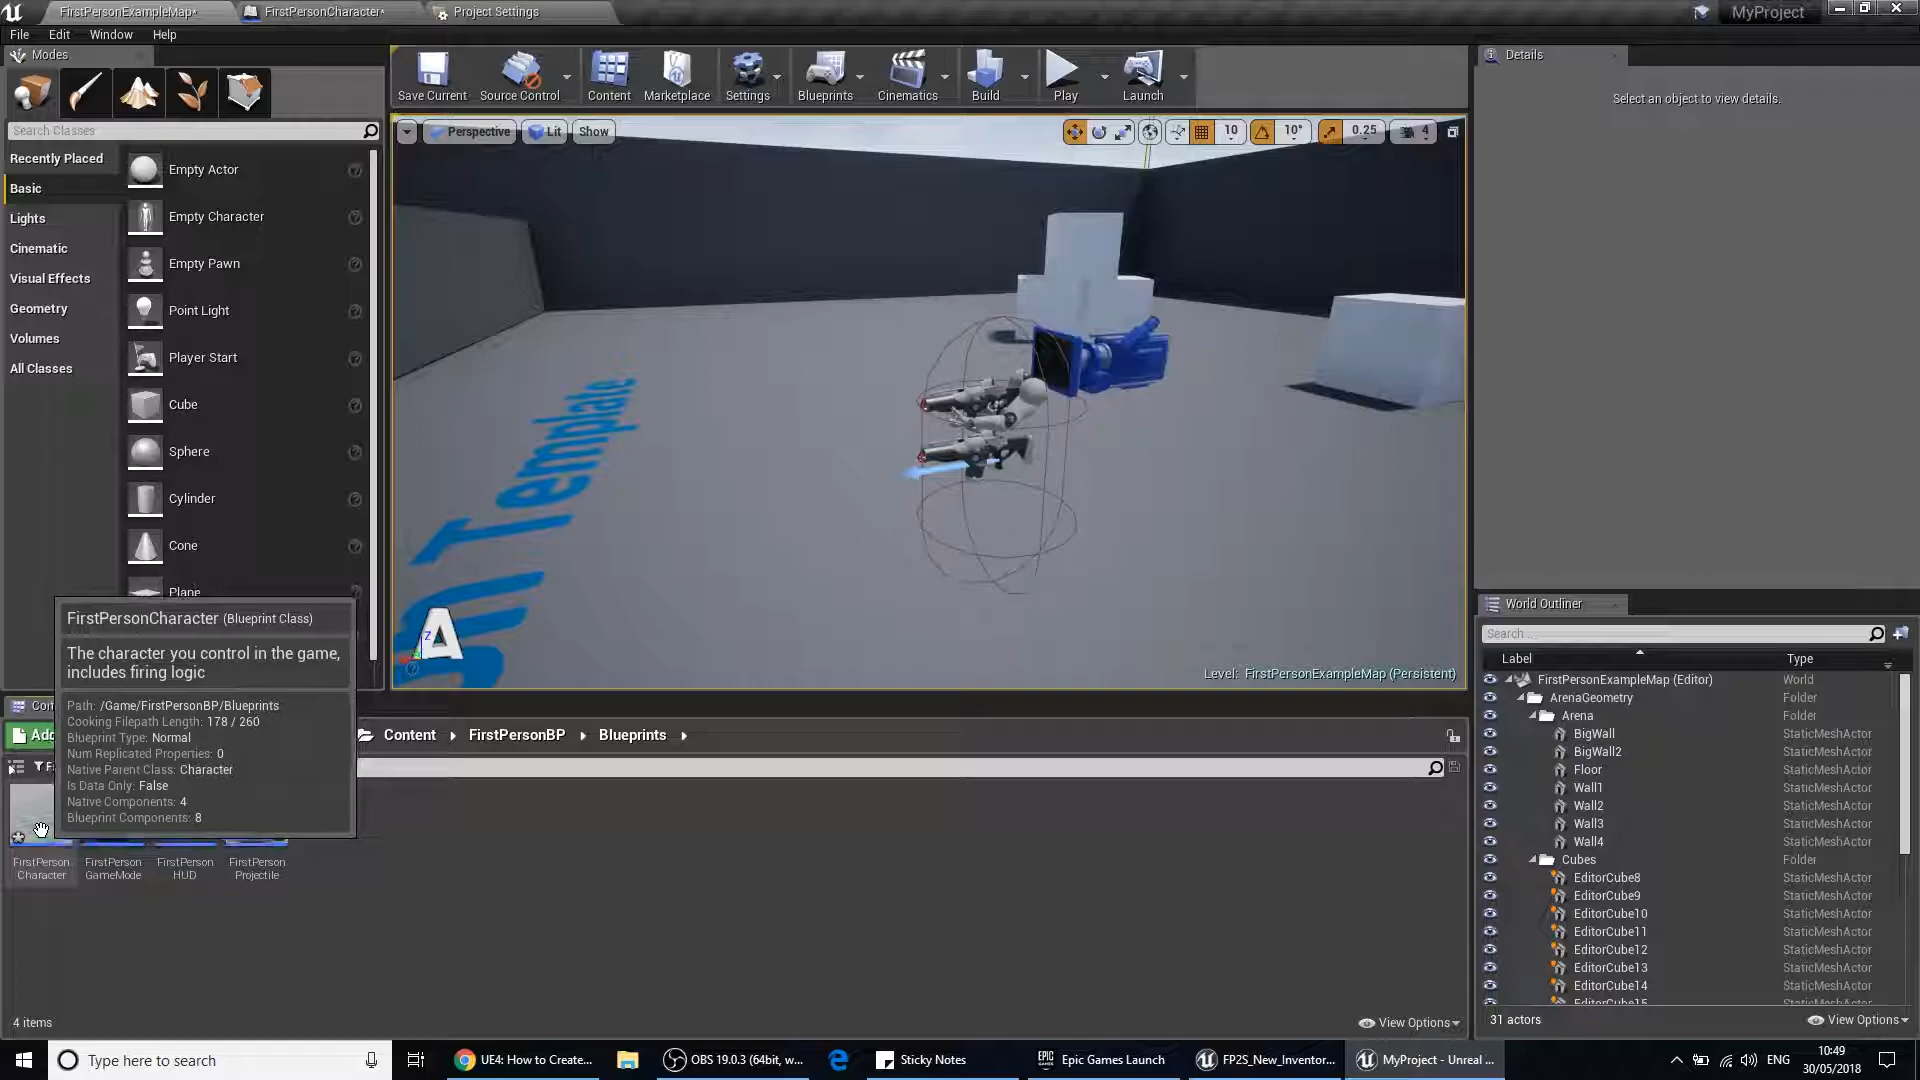 FirstPersonExampleMap*
FirstPersonCharacter*
Project Settings
MyProject
File
Edit
Window
Help
Modes
Search Classes
Recently Placed
Basic
Lights
Cinematic
Visual Effects
Geometry
Volumes
All Classes
Empty Actor
Empty Character
Empty Pawn
Point Light
Player Start
Cube
Sphere
Cylinder
Cone
Plane
Save Current
Source Control
Content
Marketplace
Settings
Blueprints
Cinematics
Build
Play
Launch
Perspective
Lit
Show
10
10°
0.25
4
Template
Z
Level: FirstPersonExampleMap (Persistent)
Details
Select an object to view details.
FirstPersonCharacter (Blueprint Class)
The character you control in the game,
includes firing logic
Path: /Game/FirstPersonBP/Blueprints
Cooking Filepath Length: 178 / 260
Blueprint Type: Normal
Num Replicated Properties: 0
Native Parent Class: Character
Is Data Only: False
Native Components: 4
Blueprint Components: 8
Content
FirstPersonBP
Blueprints
FirstPerson
Character
FirstPerson
GameMode
FirstPerson
HUD
FirstPerson
Projectile
4 items
View Options
World Outliner
Search...
Label
Type
FirstPersonExampleMap (Editor)
World
ArenaGeometry
Folder
Arena
Folder
BigWall
StaticMeshActor
BigWall2
StaticMeshActor
Floor
StaticMeshActor
Wall1
StaticMeshActor
Wall2
StaticMeshActor
Wall3
StaticMeshActor
Wall4
StaticMeshActor
Cubes
Folder
EditorCube8
StaticMeshActor
EditorCube9
StaticMeshActor
EditorCube10
StaticMeshActor
EditorCube11
StaticMeshActor
EditorCube12
StaticMeshActor
EditorCube13
StaticMeshActor
EditorCube14
StaticMeshActor
EditorCube15
StaticMeshActor
31 actors
View Options
Type here to search
UE4: How to Create...
OBS 19.0.3 (64bit, w...
Sticky Notes
EPIC
Epic Games Launch
FP2S_New_Inventor...
MyProject - Unreal ...
ENG
10:49
30/05/2018